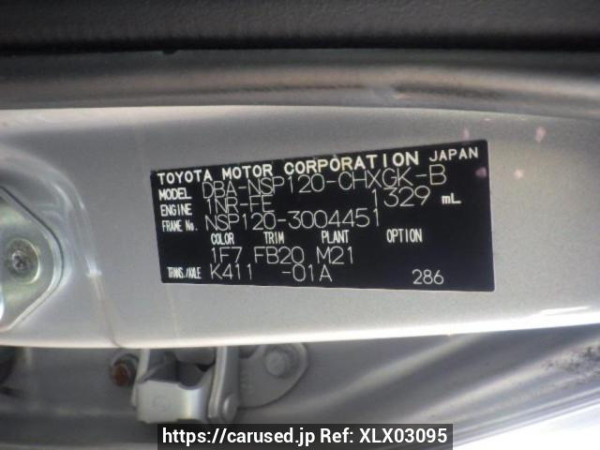 TOYOTA MOTOR CORPORATION JAPAN
MODEL DBA-NSP120-CHXGK-B
ENGINE 1NR-FE 1329 mL
FRAME No. NSP120-3004451
COLOR TRIM PLANT OPTION
1F7 FB20 M21
TRANS./AXLE K411 -01A 286
https://carused.jp Ref: XLX03095